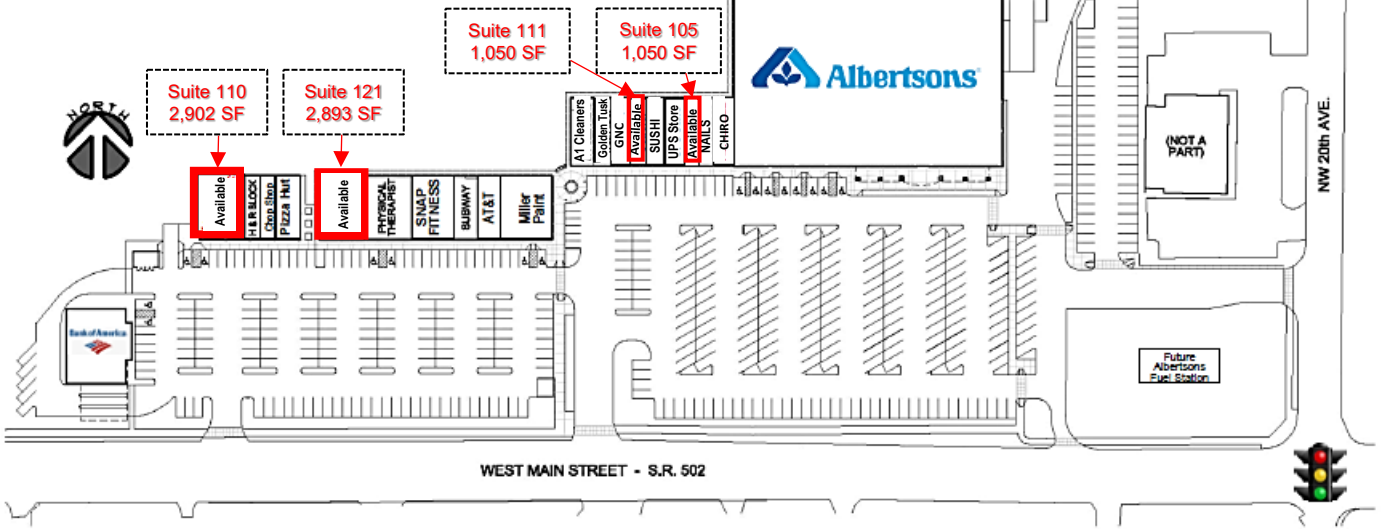 Suite 111
1,050 SF
Suite 105
1,050 SF
Albertsons
Suite 110
2,902 SF
Suite 121
2,893 SF
NORTH
A1 Cleaners
Golden Tusk
GNC
Available
SUSHI
UPS Store
Available
NAILS
CHIRO
(NOT A
PART)
NW 20th AVE.
Available
H & R BLOCK
Chop Shop
Pizza Hut
Available
PHYSICAL
THERAPIST
SNAP
FITNESS
SUBWAY
AT&T
Miller
Paint
Bank of America
Future
Albertsons
Fuel Station
WEST MAIN STREET - S.R. 502